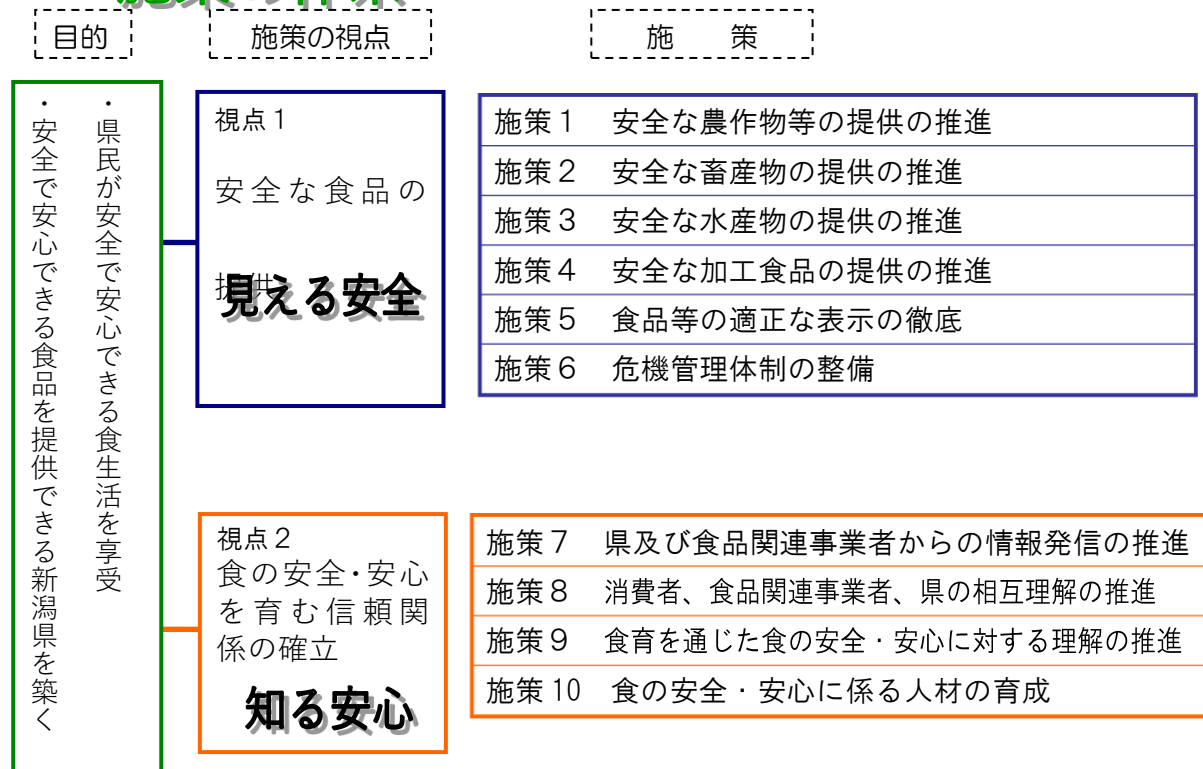 施策の体系
目的
施策の視点
施　策
・県民が安全で安心できる食生活を享受
・安全で安心できる食品を提供できる新潟県を築く
視点１
安全な食品の
提供
見える安全
施策１　安全な農作物等の提供の推進
施策２　安全な畜産物の提供の推進
施策３　安全な水産物の提供の推進
施策４　安全な加工食品の提供の推進
施策５　食品等の適正な表示の徹底
施策６　危機管理体制の整備
視点２
食の安全･安心
を育む信頼関
係の確立
知る安心
施策７　県及び食品関連事業者からの情報発信の推進
施策８　消費者、食品関連事業者、県の相互理解の推進
施策９　食育を通じた食の安全・安心に対する理解の推進
施策10　食の安全・安心に係る人材の育成